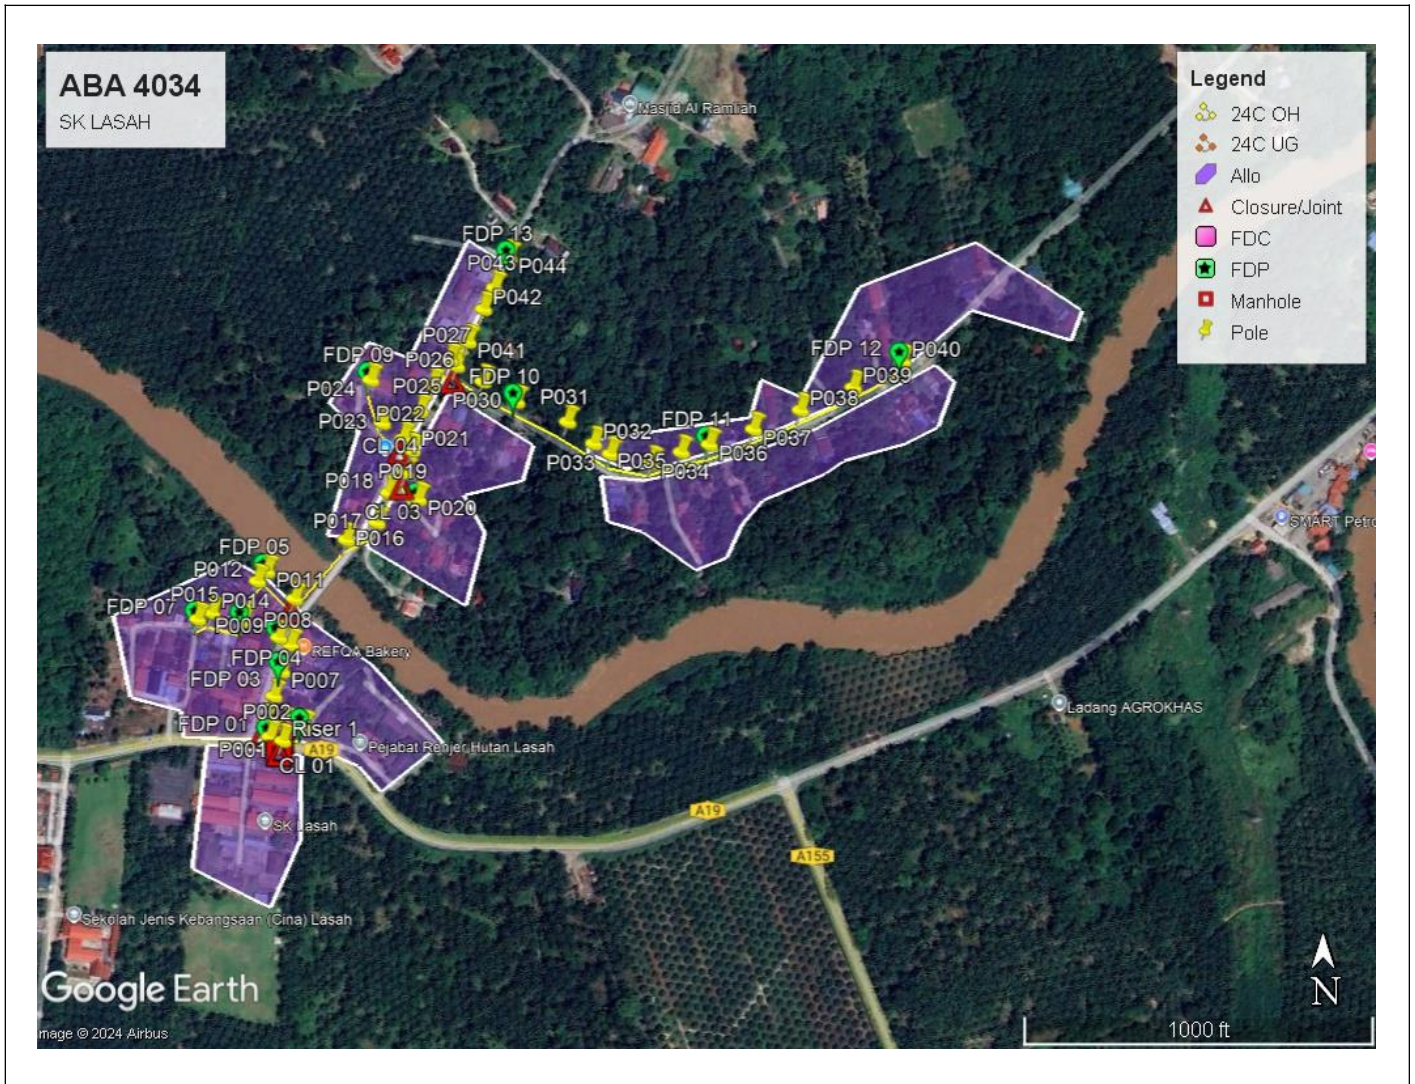 ABA 4034
SK LASAH
Legend
24C OH
24C UG
Allo
Closure/Joint
FDC
FDP
Manhole
Pole
Masjid Al Ramliah
FDP 13
P043
P044
P042
P027
P041
FDP 09
P026
FDP 10
FDP 12
P040
P024
P025
P030
P031
P039
P038
P023
P022
P021
FDP 11
P032
P037
CL 04
P033
P035
P036
P034
P018
P019
P020
CL 03
P017
P016
SMART Petro
FDP 05
P012
P011
FDP 07
P015
P014
P009
P008
REFQA Bakery
FDP 04
FDP 03
P007
P002
FDP 01
Riser 1
P001
CL 01
A19
Pejabat Renjer Hutan Lasah
Ladang AGROKHAS
A19
A155
SK Lasah
Sekolah Jenis Kebangsaan (Cina) Lasah
Google Earth
mage © 2024 Airbus
N
1000 ft